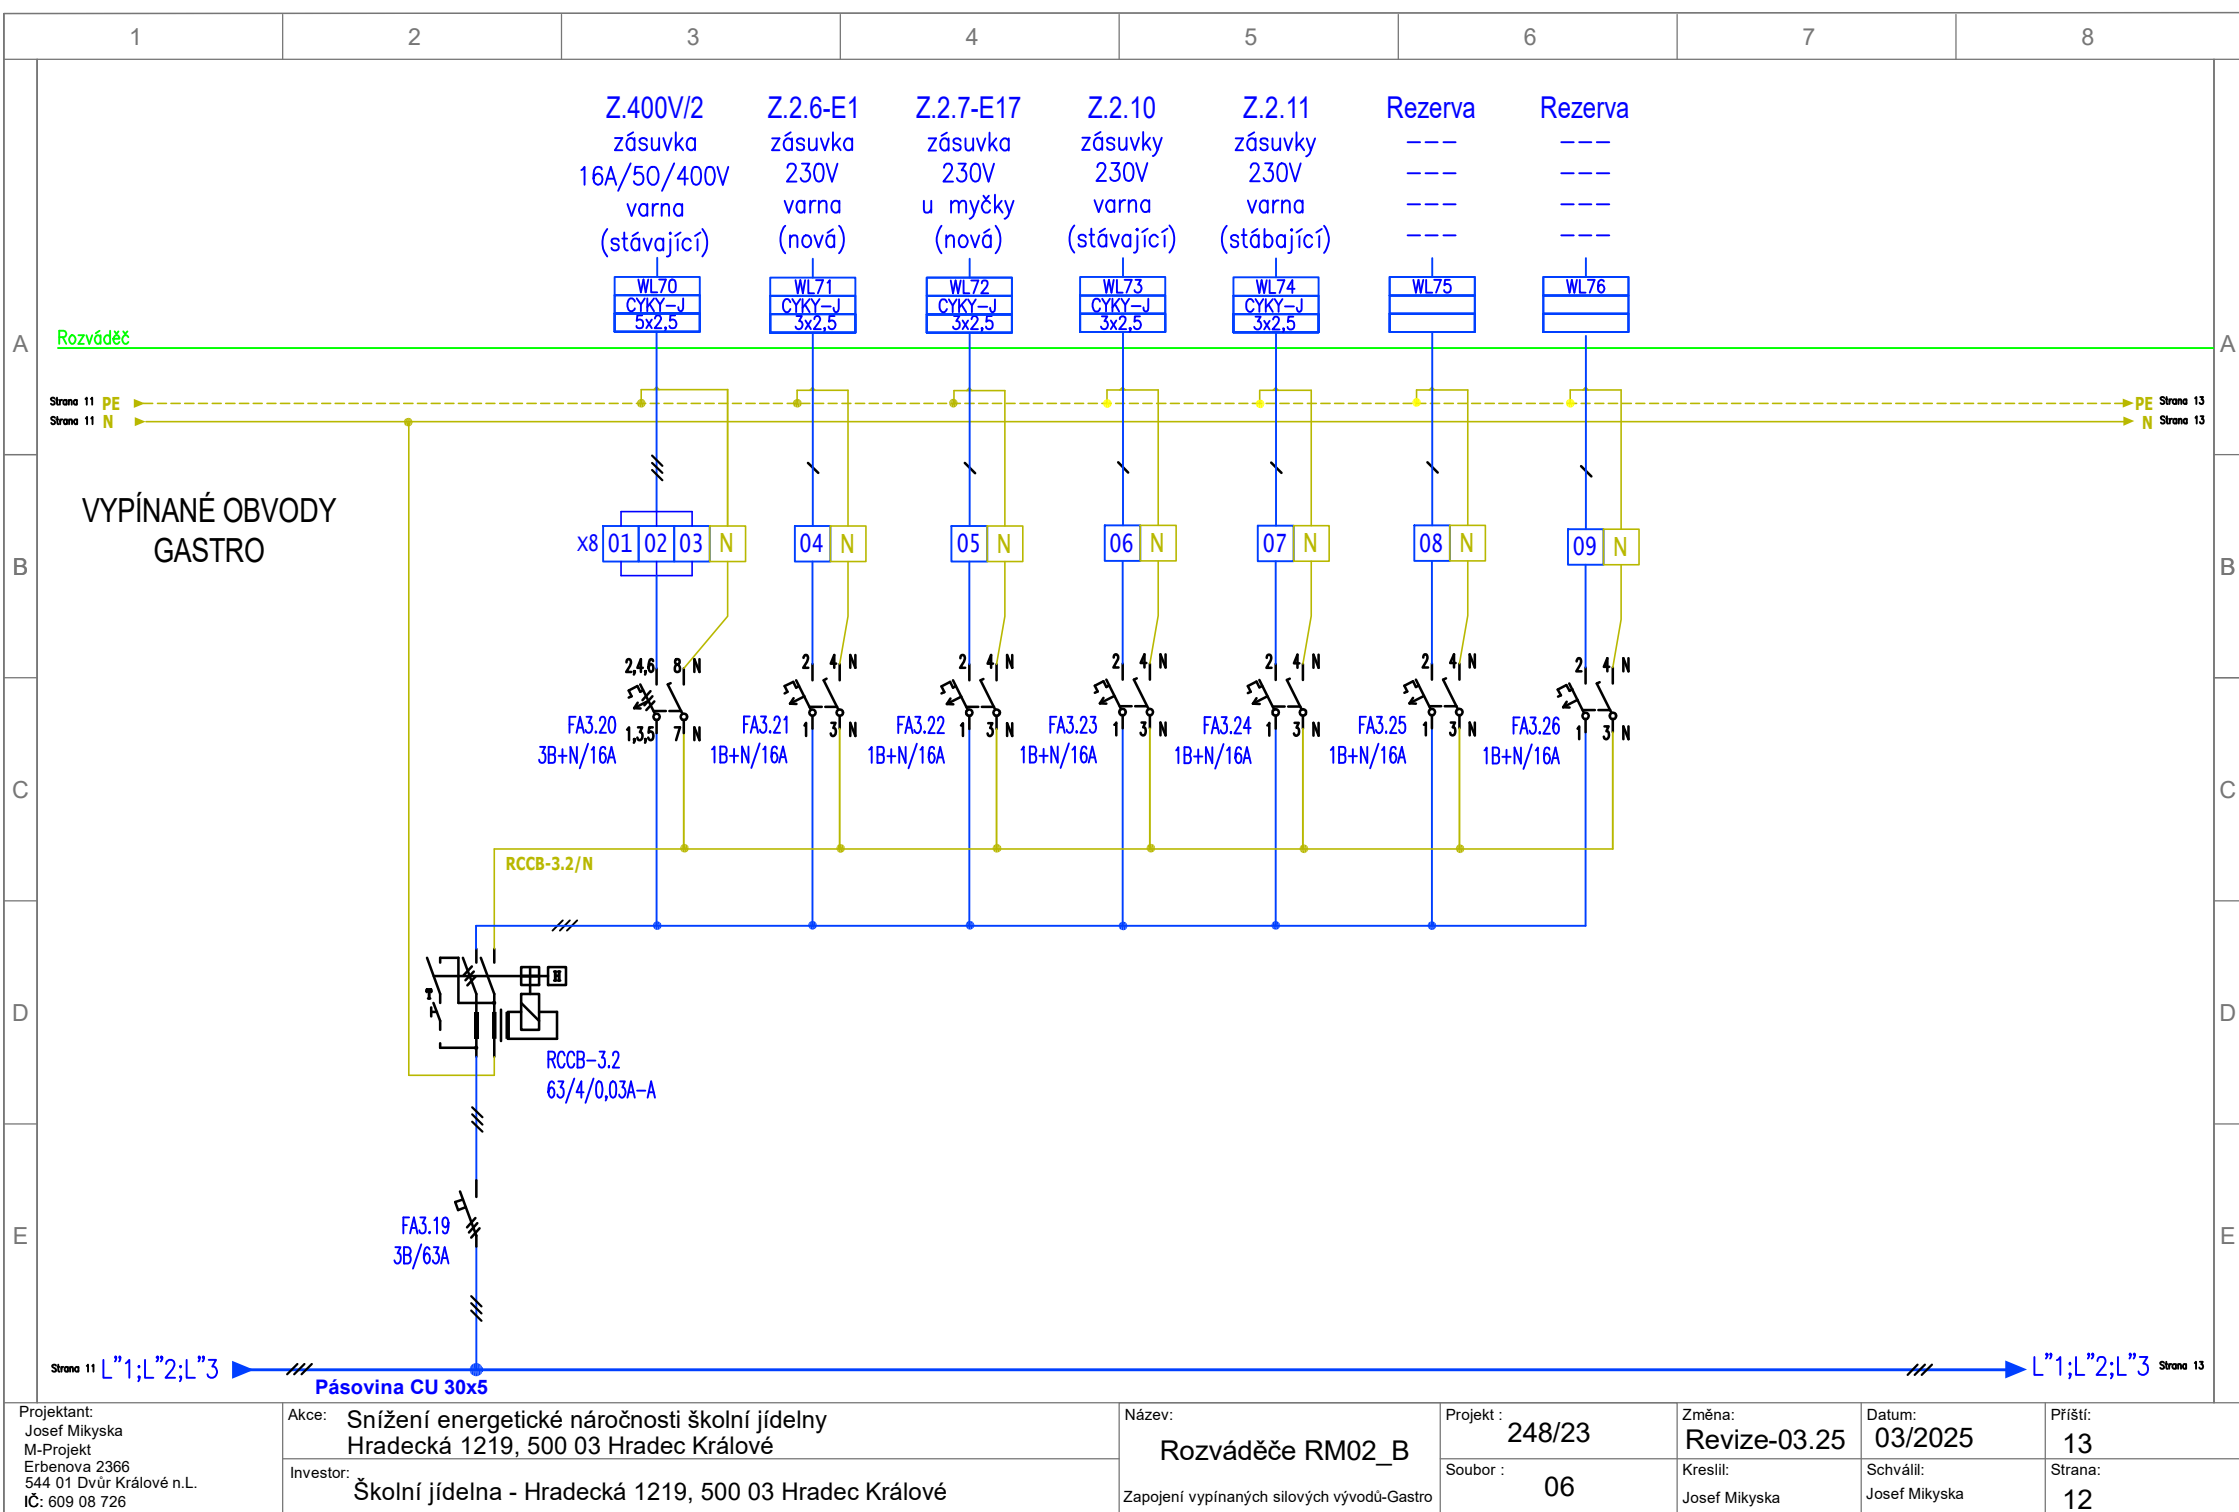 1 2 3 4 5 6 7 8
Z.400V/2 Z.2.6-E1 Z.2.7-E17 Z.2.10 Z.2.11 Rezerva Rezerva
zásuvka zásuvka zásuvka zásuvky zásuvky --- ---
16A/50/400V 230V 230V 230V 230V --- ---
varna varna u myčky varna varna --- ---
(stávající) (nová) (nová) (stávající) (stábající) --- ---
WL70 WL71 WL72 WL73 WL74 WL75 WL76
CYKY-J CYKY-J CYKY-J CYKY-J CYKY-J
5x2,5 3x2,5 3x2,5 3x2,5 3x2,5
Rozváděč
A A
Strana 11 PE PE Strana 13
Strana 11 N N Strana 13
VYPÍNANÉ OBVODY
GASTRO
X8 01 02 03 N 04 N 05 N 06 N 07 N 08 N 09 N
B B
2,4,6 8 N 2 4 N 2 4 N 2 4 N 2 4 N 2 4 N 2 4 N
FA3.20 FA3.21 FA3.22 FA3.23 FA3.24 FA3.25 FA3.26
1,3,5 7 N 1 3 N 1 3 N 1 3 N 1 3 N 1 3 N 1 3 N
3B+N/16A 1B+N/16A 1B+N/16A 1B+N/16A 1B+N/16A 1B+N/16A 1B+N/16A
C C
RCCB-3.2/N
H
T
D D
RCCB-3.2
63/4/0,03A-A
FA3.19
3B/63A
E E
Strana 11 L"1;L"2;L"3 L"1;L"2;L"3 Strana 13
Pásovina CU 30x5
Projektant:
Josef Mikyska
M-Projekt
Erbenova 2366
544 01 Dvůr Králové n.L.
IČ: 609 08 726
Akce: Snížení energetické náročnosti školní jídelny
Hradecká 1219, 500 03 Hradec Králové
Investor: Školní jídelna - Hradecká 1219, 500 03 Hradec Králové
Název:
Rozváděče RM02_B
Zapojení vypínaných silových vývodů-Gastro
Projekt : 248/23
Soubor : 06
Změna:
Revize-03.25
Kreslil:
Josef Mikyska
Datum:
03/2025
Schválil:
Josef Mikyska
Příští:
13
Strana:
12